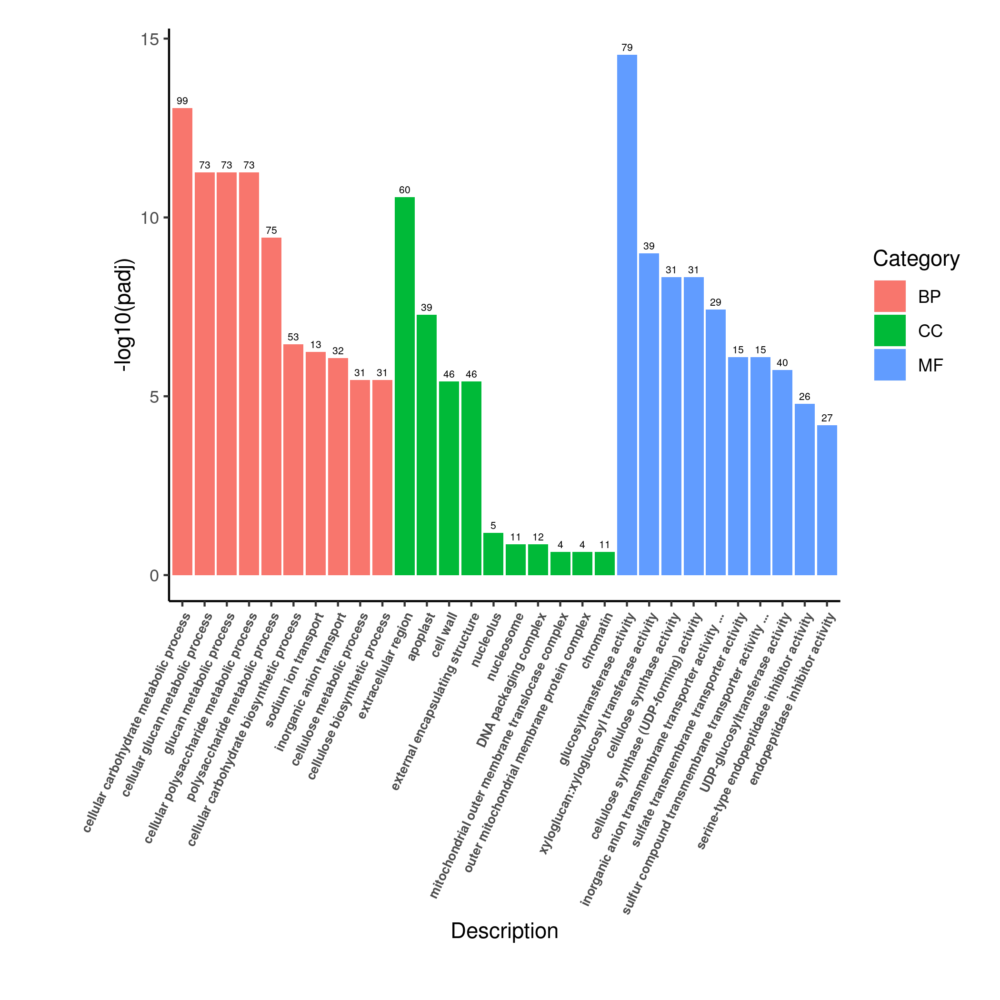 15
10
5
0
-log10(padj)
99
73
73
73
75
53
13
32
31
31
60
39
46
46
5
11
12
4
4
11
79
39
31
31
29
15
15
40
26
27
cellular carbohydrate metabolic process
cellular glucan metabolic process
glucan metabolic process
cellular polysaccharide metabolic process
polysaccharide metabolic process
cellular carbohydrate biosynthetic process
sodium ion transport
inorganic anion transport
cellulose metabolic process
cellulose biosynthetic process
extracellular region
apoplast
cell wall
external encapsulating structure
nucleolus
nucleosome
DNA packaging complex
mitochondrial outer membrane translocase complex
outer mitochondrial membrane protein complex
chromatin
glucosyltransferase activity
xyloglucan:xyloglucosyl transferase activity
cellulose synthase activity
cellulose synthase (UDP-forming) activity
inorganic anion transmembrane transporter activity ...
sulfate transmembrane transporter activity
sulfur compound transmembrane transporter activity ...
UDP-glucosyltransferase activity
serine-type endopeptidase inhibitor activity
endopeptidase inhibitor activity
Description
Category
BP
CC
MF